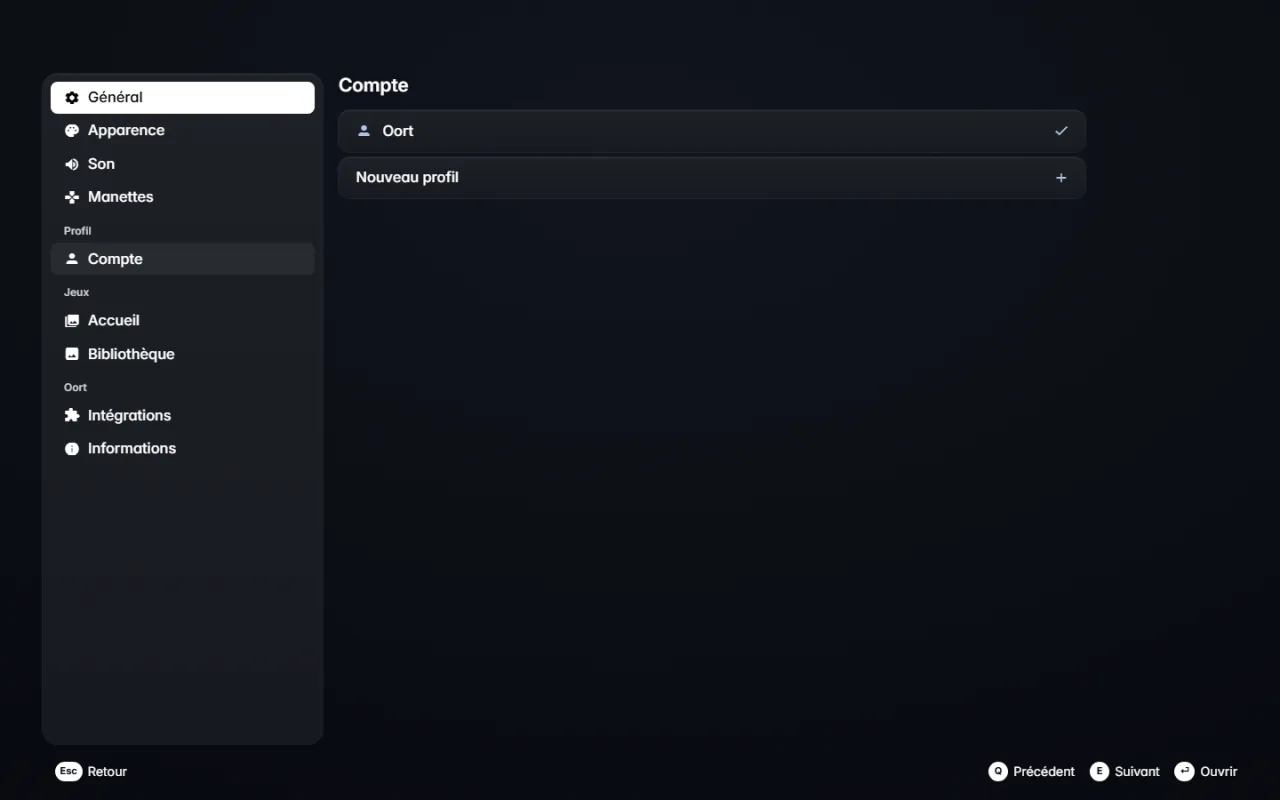 Général
Apparence
Son
Manettes
Profil
Compte
Jeux
Accueil
Bibliothèque
Oort
Intégrations
Informations
Compte
Oort
Nouveau profil
Esc Retour
Q Précédent E Suivant ↵ Ouvrir